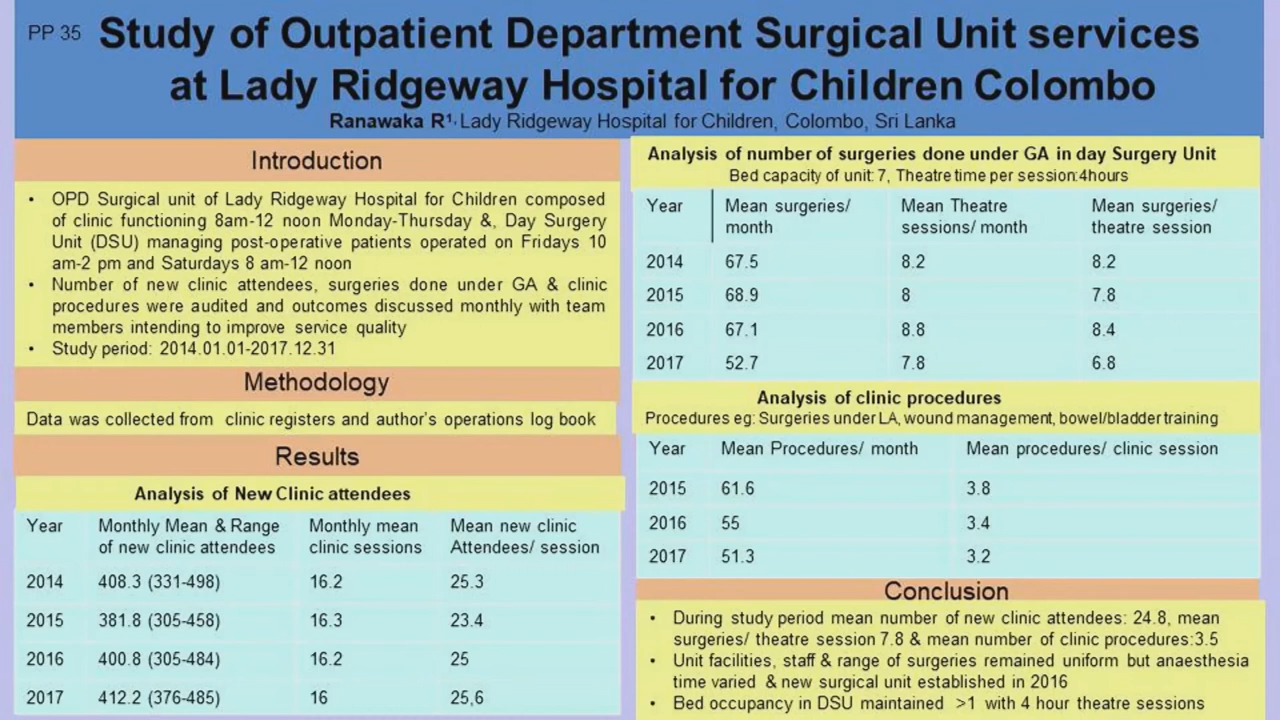 PP 35
Study of Outpatient Department Surgical Unit services
at Lady Ridgeway Hospital for Children Colombo
Ranawaka R1, Lady Ridgeway Hospital for Children, Colombo, Sri Lanka
Introduction
• OPD Surgical unit of Lady Ridgeway Hospital for Children composed
of clinic functioning 8am-12 noon Monday-Thursday &, Day Surgery
Unit (DSU) managing post-operative patients operated on Fridays 10
am-2 pm and Saturdays 8 am-12 noon
• Number of new clinic attendees, surgeries done under GA & clinic
procedures were audited and outcomes discussed monthly with team
members intending to improve service quality
• Study period: 2014.01.01-2017.12.31
Methodology
Data was collected from clinic registers and author's operations log book
Results
Analysis of New Clinic attendees
Year Monthly Mean & Range Monthly mean Mean new clinic
of new clinic attendees clinic sessions Attendees/ session
2014 408.3 (331-498) 16.2 25.3
2015 381.8 (305-458) 16.3 23.4
2016 400.8 (305-484) 16.2 25
2017 412.2 (376-485) 16 25,6
Analysis of number of surgeries done under GA in day Surgery Unit
Bed capacity of unit: 7, Theatre time per session:4hours
Year Mean surgeries/ Mean Theatre Mean surgeries/
month sessions/ month theatre session
2014 67.5 8.2 8.2
2015 68.9 8 7.8
2016 67.1 8.8 8.4
2017 52.7 7.8 6.8
Analysis of clinic procedures
Procedures eg: Surgeries under LA, wound management, bowel/bladder training
Year Mean Procedures/ month Mean procedures/ clinic session
2015 61.6 3.8
2016 55 3.4
2017 51.3 3.2
Conclusion
• During study period mean number of new clinic attendees: 24.8, mean
surgeries/ theatre session 7.8 & mean number of clinic procedures:3.5
• Unit facilities, staff & range of surgeries remained uniform but anaesthesia
time varied & new surgical unit established in 2016
• Bed occupancy in DSU maintained >1 with 4 hour theatre sessions